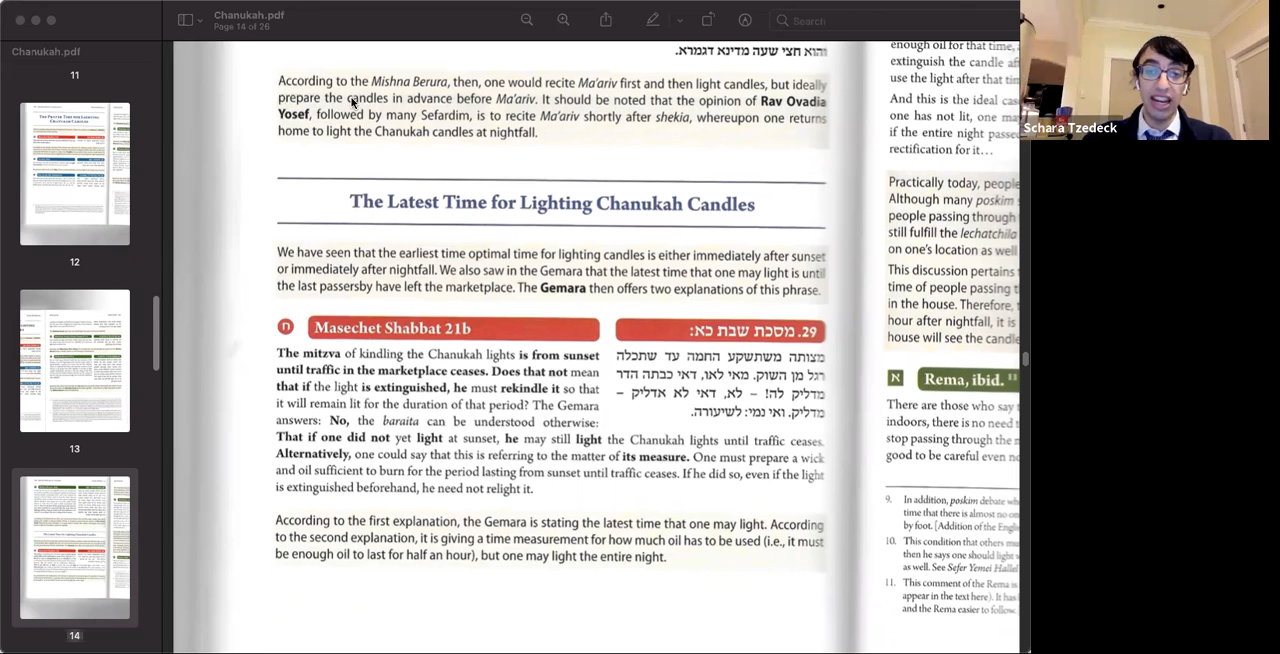 Chanukah.pdf
Page 14 of 26
Search
Chanukah.pdf
11
12
13
14
Schara Tzedeck
והוא חצי שעה מדינא דגמרא.
According to the Mishna Berura, then, one would recite Ma'ariv first and then light candles, but ideally
prepare the candles in advance before Ma'ariv. It should be noted that the opinion of Rav Ovadia
Yosef, followed by many Sefardim, is to recite Ma'ariv shortly after shekia, whereupon one returns
home to light the Chanukah candles at nightfall.
The Latest Time for Lighting Chanukah Candles
We have seen that the earliest time optimal time for lighting candles is either immediately after sunset
or immediately after nightfall. We also saw in the Gemara that the latest time that one may light is until
the last passersby have left the marketplace. The Gemara then offers two explanations of this phrase.
ח Masechet Shabbat 21b
The mitzva of kindling the Chanukah lights is from sunset
until traffic in the marketplace ceases. Does that not mean
that if the light is extinguished, he must rekindle it so that
it will remain lit for the duration of that period? The Gemara
answers: No, the baraita can be understood otherwise:
29. מסכת שבת כא:
מצותה משתשקע החמה עד שתכלה
רגל מן השוק. מאי לאו, דאי כבתה הדר
מדליק לה! – לא, דאי לא אדליק –
מדליק. ואי נמי: לשיעורה.
That if one did not yet light at sunset, he may still light the Chanukah lights until traffic ceases.
Alternatively, one could say that this is referring to the matter of its measure. One must prepare a wick
and oil sufficient to burn for the period lasting from sunset until traffic ceases. If he did so, even if the light
is extinguished beforehand, he need not relight it.
According to the first explanation, the Gemara is stating the latest time that one may light. According
to the second explanation, it is giving a time measurement for how much oil has to be used (i.e., it must
be enough oil to last for half an hour), but one may light the entire night.
enough oil for that time,
extinguish the candle
use the light after that
And this is the ideal
one has not lit, one
if the entire night
rectification for it…
Practically today,
Although many poskim
people passing through
still fulfill the lechatchila
on one's location as well
This discussion pertains
time of people passing
in the house. Therefore,
hour after nightfall, it is
house will see the
א Rema, ibid. 11
There are those who say
indoors, there is no need
stop passing through the
good to be careful even
9. In addition, poskim debate
time that there is almost no
by foot. [Addition of the
10. This condition that others
then he says one should light
as well. See Sefer Yemei
11. This comment of the Rema is
appear in the text here). It has
and the Rema easier to follow.